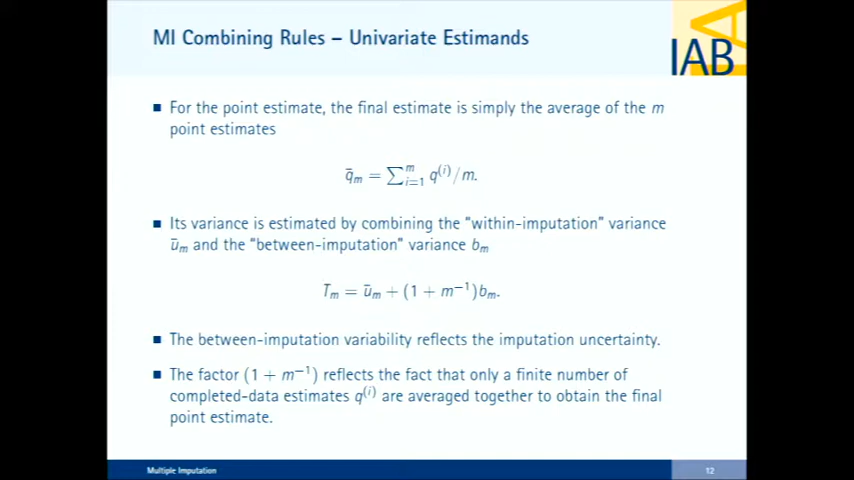 MI Combining Rules – Univariate Estimands
IAB
■ For the point estimate, the final estimate is simply the average of the m
point estimates
q̄ₘ = ∑ᵢ₌₁ᵐ q⁽ⁱ⁾/m.
■ Its variance is estimated by combining the "within-imputation" variance
ūₘ and the "between-imputation" variance bₘ
Tₘ = ūₘ + (1 + m⁻¹)bₘ.
■ The between-imputation variability reflects the imputation uncertainty.
■ The factor (1 + m⁻¹) reflects the fact that only a finite number of
completed-data estimates q⁽ⁱ⁾ are averaged together to obtain the final
point estimate.
Multiple Imputation
12